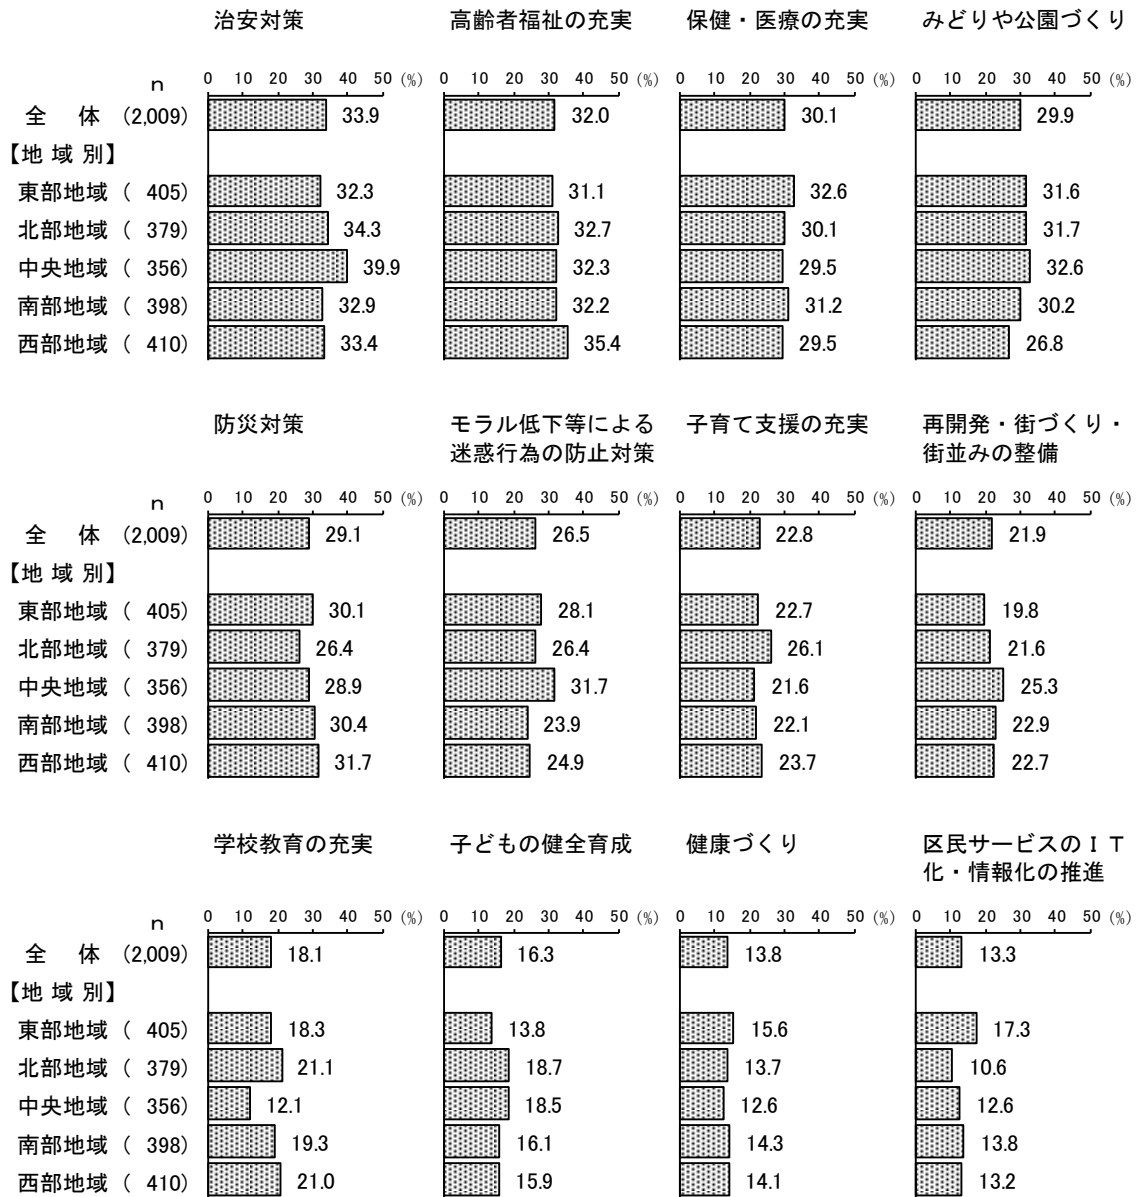 治安対策 高齢者福祉の充実 保健・医療の充実 みどりや公園づくり
n 0 10 20 30 40 50 (%) 0 10 20 30 40 50 (%) 0 10 20 30 40 50 (%) 0 10 20 30 40 50 (%)
全 体 (2,009) 33.9 32.0 30.1 29.9
【地域別】
東部地域 ( 405) 32.3 31.1 32.6 31.6
北部地域 ( 379) 34.3 32.7 30.1 31.7
中央地域 ( 356) 39.9 32.3 29.5 32.6
南部地域 ( 398) 32.9 32.2 31.2 30.2
西部地域 ( 410) 33.4 35.4 29.5 26.8
防災対策 モラル低下等による 子育て支援の充実 再開発・街づくり・
迷惑行為の防止対策 街並みの整備
n 0 10 20 30 40 50 (%) 0 10 20 30 40 50 (%) 0 10 20 30 40 50 (%) 0 10 20 30 40 50 (%)
全 体 (2,009) 29.1 26.5 22.8 21.9
【地域別】
東部地域 ( 405) 30.1 28.1 22.7 19.8
北部地域 ( 379) 26.4 26.4 26.1 21.6
中央地域 ( 356) 28.9 31.7 21.6 25.3
南部地域 ( 398) 30.4 23.9 22.1 22.9
西部地域 ( 410) 31.7 24.9 23.7 22.7
学校教育の充実 子どもの健全育成 健康づくり 区民サービスのIT
化・情報化の推進
n 0 10 20 30 40 50 (%) 0 10 20 30 40 50 (%) 0 10 20 30 40 50 (%) 0 10 20 30 40 50 (%)
全 体 (2,009) 18.1 16.3 13.8 13.3
【地域別】
東部地域 ( 405) 18.3 13.8 15.6 17.3
北部地域 ( 379) 21.1 18.7 13.7 10.6
中央地域 ( 356) 12.1 18.5 12.6 12.6
南部地域 ( 398) 19.3 16.1 14.3 13.8
西部地域 ( 410) 21.0 15.9 14.1 13.2